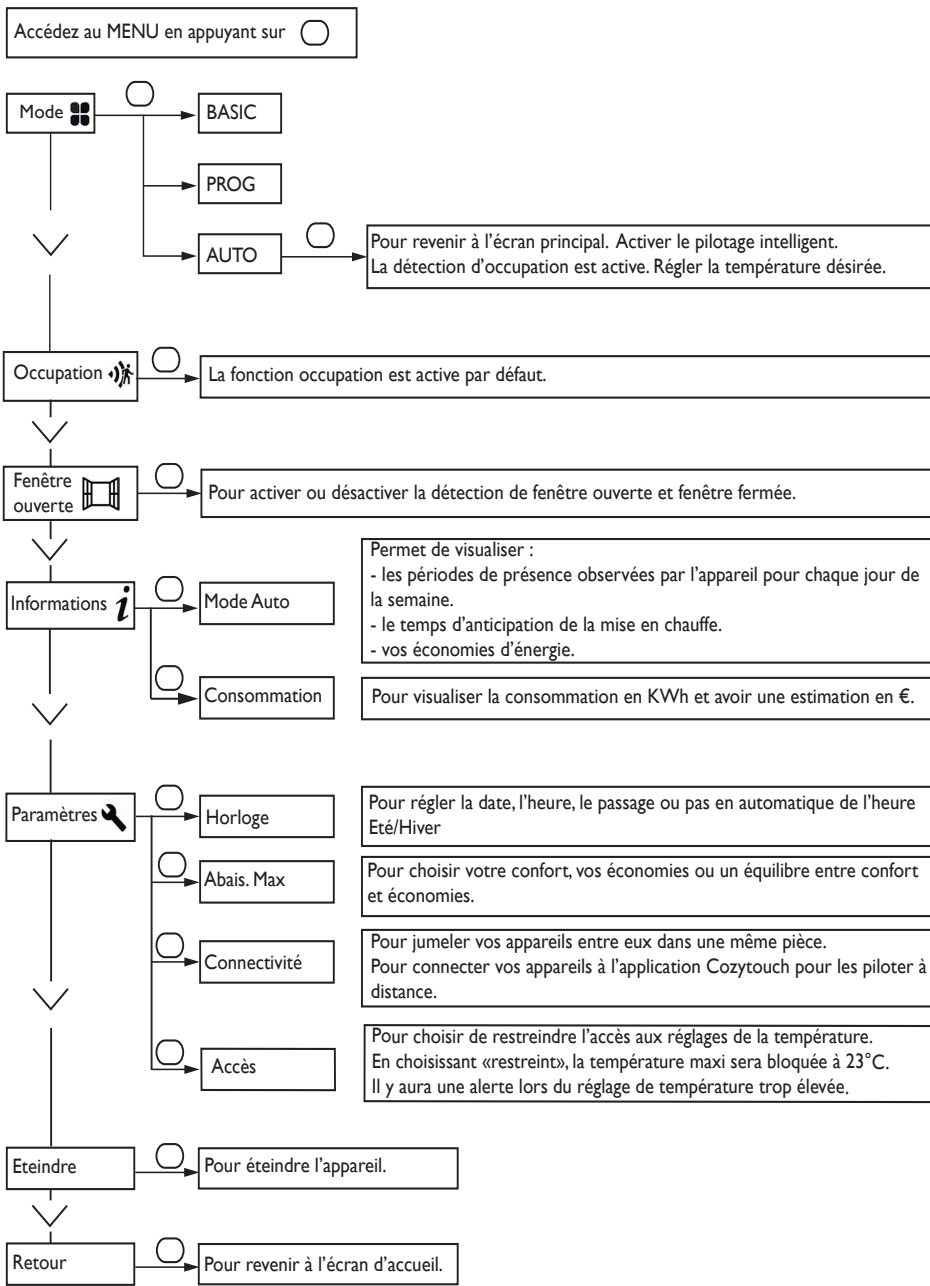 Accédez au MENU en appuyant sur
Mode
BASIC
PROG
AUTO
Pour revenir à l'écran principal. Activer le pilotage intelligent.
La détection d'occupation est active. Régler la température désirée.
Occupation
La fonction occupation est active par défaut.
Fenêtre
ouverte
Pour activer ou désactiver la détection de fenêtre ouverte et fenêtre fermée.
Informations
Mode Auto
Permet de visualiser :
- les périodes de présence observées par l'appareil pour chaque jour de
la semaine.
- le temps d'anticipation de la mise en chauffe.
- vos économies d'énergie.
Consommation
Pour visualiser la consommation en KWh et avoir une estimation en €.
Paramètres
Horloge
Pour régler la date, l'heure, le passage ou pas en automatique de l'heure
Eté/Hiver
Abais. Max
Pour choisir votre confort, vos économies ou un équilibre entre confort
et économies.
Connectivité
Pour jumeler vos appareils entre eux dans une même pièce.
Pour connecter vos appareils à l'application Cozytouch pour les piloter à
distance.
Accès
Pour choisir de restreindre l'accès aux réglages de la température.
En choisissant «restreint», la température maxi sera bloquée à 23°C.
Il y aura une alerte lors du réglage de température trop élevée.
Eteindre
Pour éteindre l'appareil.
Retour
Pour revenir à l'écran d'accueil.